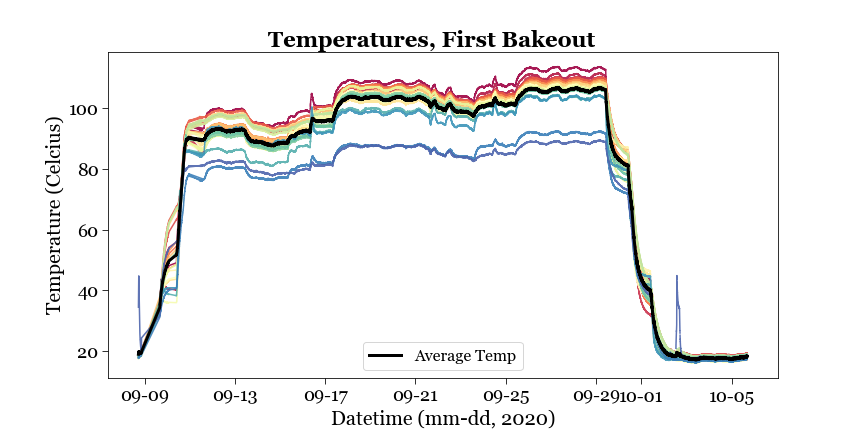 Temperatures, First Bakeout
Temperature (Celcius)
100
80
60
40
20
Average Temp
09-09 09-13 09-17 09-21 09-25 09-29 10-01 10-05
Datetime (mm-dd, 2020)